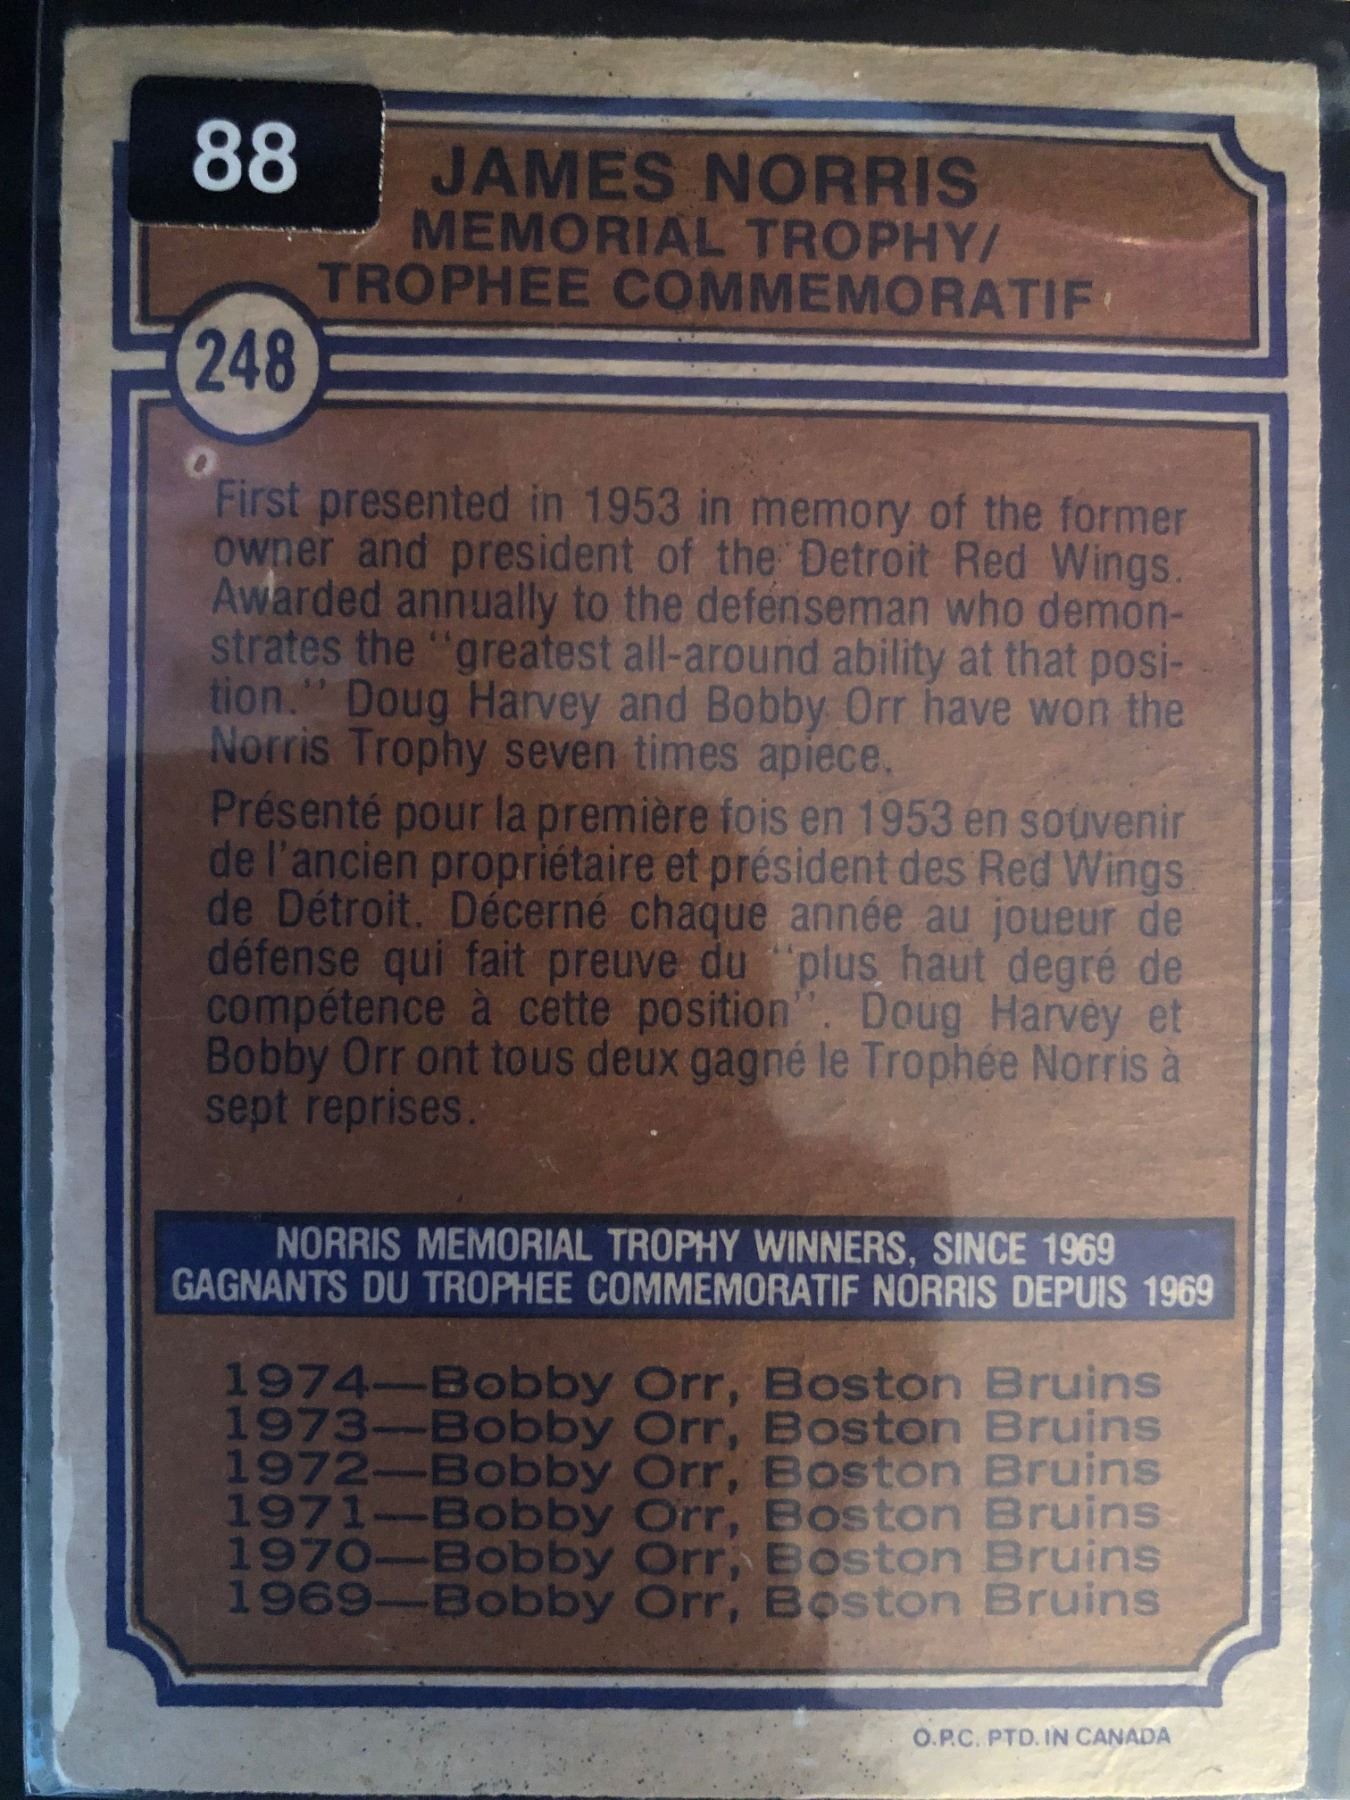 88
JAMES NORRIS
MEMORIAL TROPHY/
TROPHEE COMMEMORATIF
248
First presented in 1953 in memory of the former
owner and president of the Detroit Red Wings.
Awarded annually to the defenseman who demon-
strates the "greatest all-around ability at that posi-
tion." Doug Harvey and Bobby Orr have won the
Norris Trophy seven times apiece.
Présenté pour la première fois en 1953 en souvenir
de l'ancien propriétaire et président des Red Wings
de Détroit. Décerné chaque année au joueur de
défense qui fait preuve du "plus haut degré de
compétence à cette position". Doug Harvey et
Bobby Orr ont tous deux gagné le Trophée Norris à
sept reprises.
NORRIS MEMORIAL TROPHY WINNERS, SINCE 1969
GAGNANTS DU TROPHEE COMMEMORATIF NORRIS DEPUIS 1969
1974—Bobby Orr, Boston Bruins
1973—Bobby Orr, Boston Bruins
1972—Bobby Orr, Boston Bruins
1971—Bobby Orr, Boston Bruins
1970—Bobby Orr, Boston Bruins
1969—Bobby Orr, Boston Bruins
O.P.C. PTD. IN CANADA